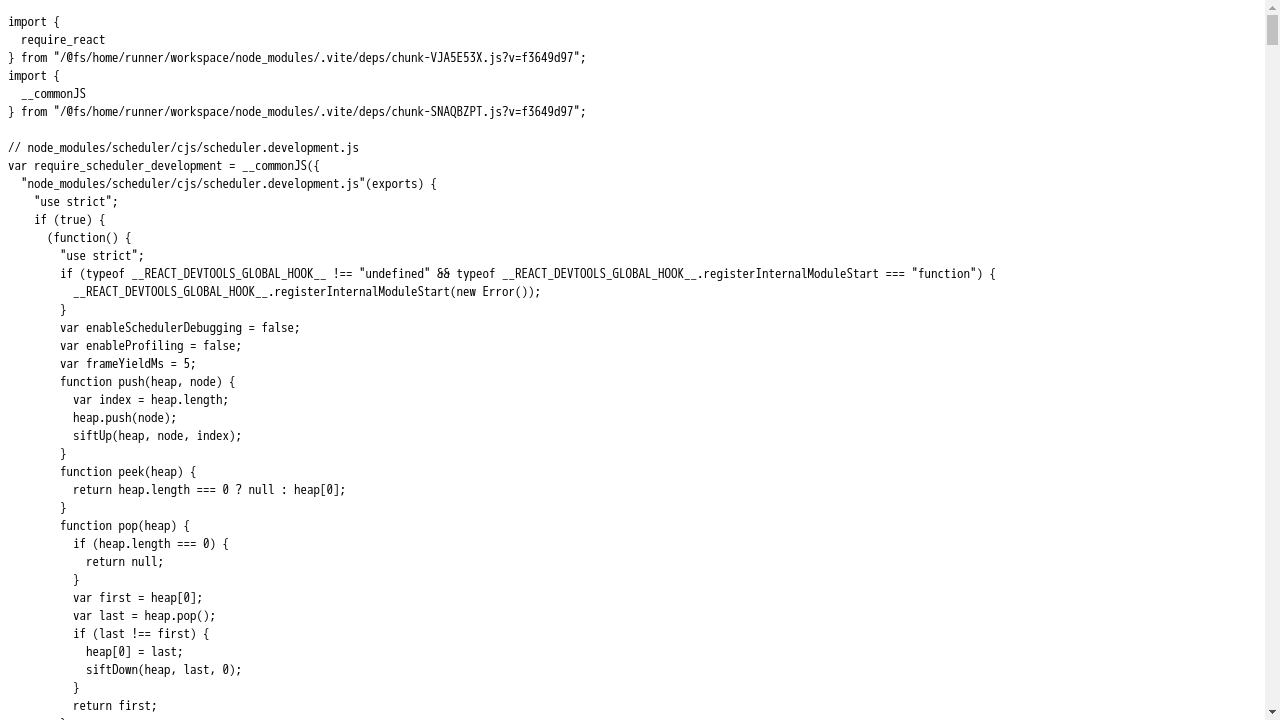 import {
  require_react
} from "/@fs/home/runner/workspace/node_modules/.vite/deps/chunk-VJA5E53X.js?v=f3649d97";
import {
  __commonJS
} from "/@fs/home/runner/workspace/node_modules/.vite/deps/chunk-SNAQBZPT.js?v=f3649d97";

// node_modules/scheduler/cjs/scheduler.development.js
var require_scheduler_development = __commonJS({
  "node_modules/scheduler/cjs/scheduler.development.js"(exports) {
    "use strict";
    if (true) {
      (function() {
        "use strict";
        if (typeof __REACT_DEVTOOLS_GLOBAL_HOOK__ !== "undefined" && typeof __REACT_DEVTOOLS_GLOBAL_HOOK__.registerInternalModuleStart === "function") {
          __REACT_DEVTOOLS_GLOBAL_HOOK__.registerInternalModuleStart(new Error());
        }
        var enableSchedulerDebugging = false;
        var enableProfiling = false;
        var frameYieldMs = 5;
        function push(heap, node) {
          var index = heap.length;
          heap.push(node);
          siftUp(heap, node, index);
        }
        function peek(heap) {
          return heap.length === 0 ? null : heap[0];
        }
        function pop(heap) {
          if (heap.length === 0) {
            return null;
          }
          var first = heap[0];
          var last = heap.pop();
          if (last !== first) {
            heap[0] = last;
            siftDown(heap, last, 0);
          }
          return first;